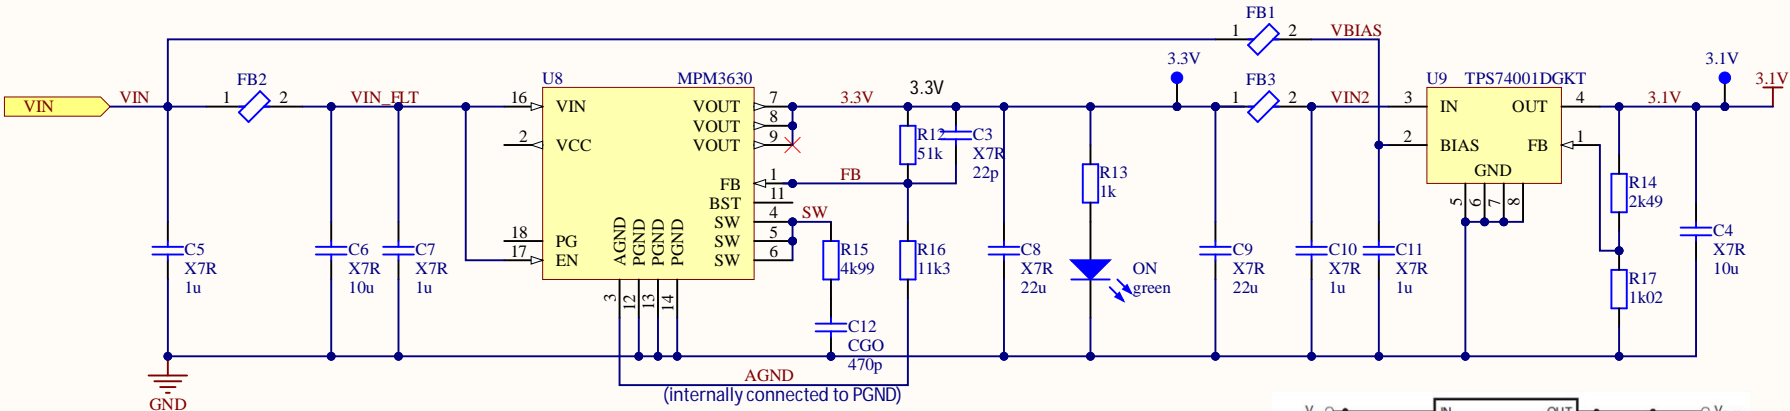 FB1
1 2 VBIAS
VIN
VIN
FB2
1 2
VIN_FLT
U8 MPM3630
16 VIN
2 VCC
18 PG
17 EN
VOUT 7
VOUT 8
VOUT 9
FB 1
BST 11
SW 4
SW 5
SW 6
AGND
PGND
PGND
PGND
3
12
13
14
3.3V
3.3V
FB
SW
R12
51k
C3
X7R
22p
R15
4k99
C12
CGO
470p
R16
11k3
C5
X7R
1u
C6
X7R
10u
C7
X7R
1u
GND
AGND
(internally connected to PGND)
C8
X7R
22u
R13
1k
ON
green
3.3V
C9
X7R
22u
FB3
1 2 VIN2
C10
X7R
1u
C11
X7R
1u
U9 TPS74001DGKT
3 IN
2 BIAS
OUT 4
FB 1
GND
5
6
7
8
3.1V
3.1V
3.1V
R14
2k49
R17
1k02
C4
X7R
10u
IN
OUT